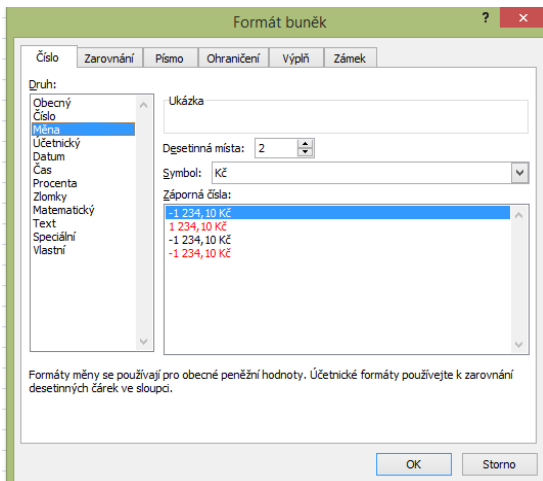 Formát buněk
? ×
Číslo Zarovnání Písmo Ohraničení Výplň Zámek
Druh:
Obecný
Číslo
Měna
Účetnický
Datum
Čas
Procenta
Zlomky
Matematický
Text
Speciální
Vlastní
Ukázka
Desetinná místa: 2
Symbol: Kč
Záporná čísla:
-1 234,10 Kč
1 234,10 Kč
-1 234,10 Kč
-1 234,10 Kč
Formáty měny se používají pro obecné peněžní hodnoty. Účetnické formáty používejte k zarovnání
desetinných čárek ve sloupci.
OK Storno